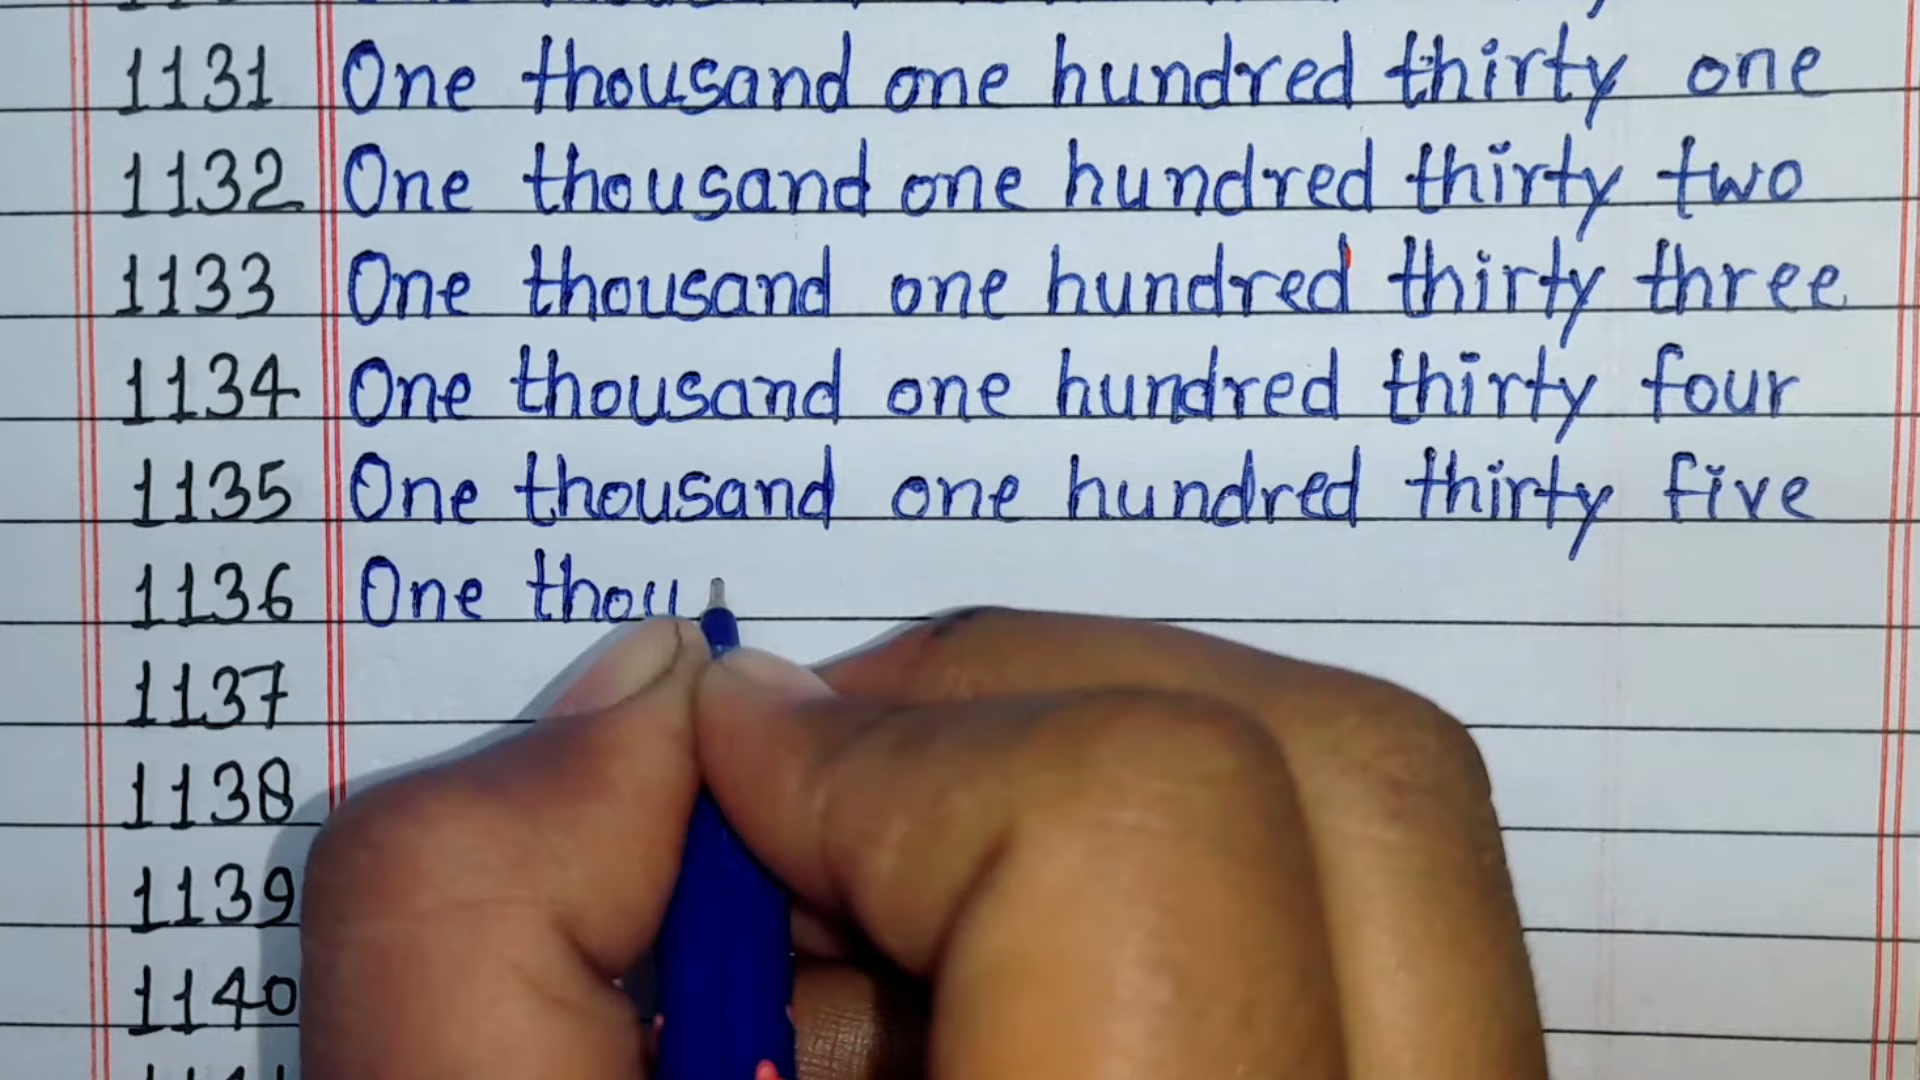 1131 One thousand one hundred thirty one
1132 One thousand one hundred thirty two
1133 One thousand one hundred thirty three
1134 One thousand one hundred thirty four
1135 One thousand one hundred thirty five
1136 One thou
1137
1138
1139
1140